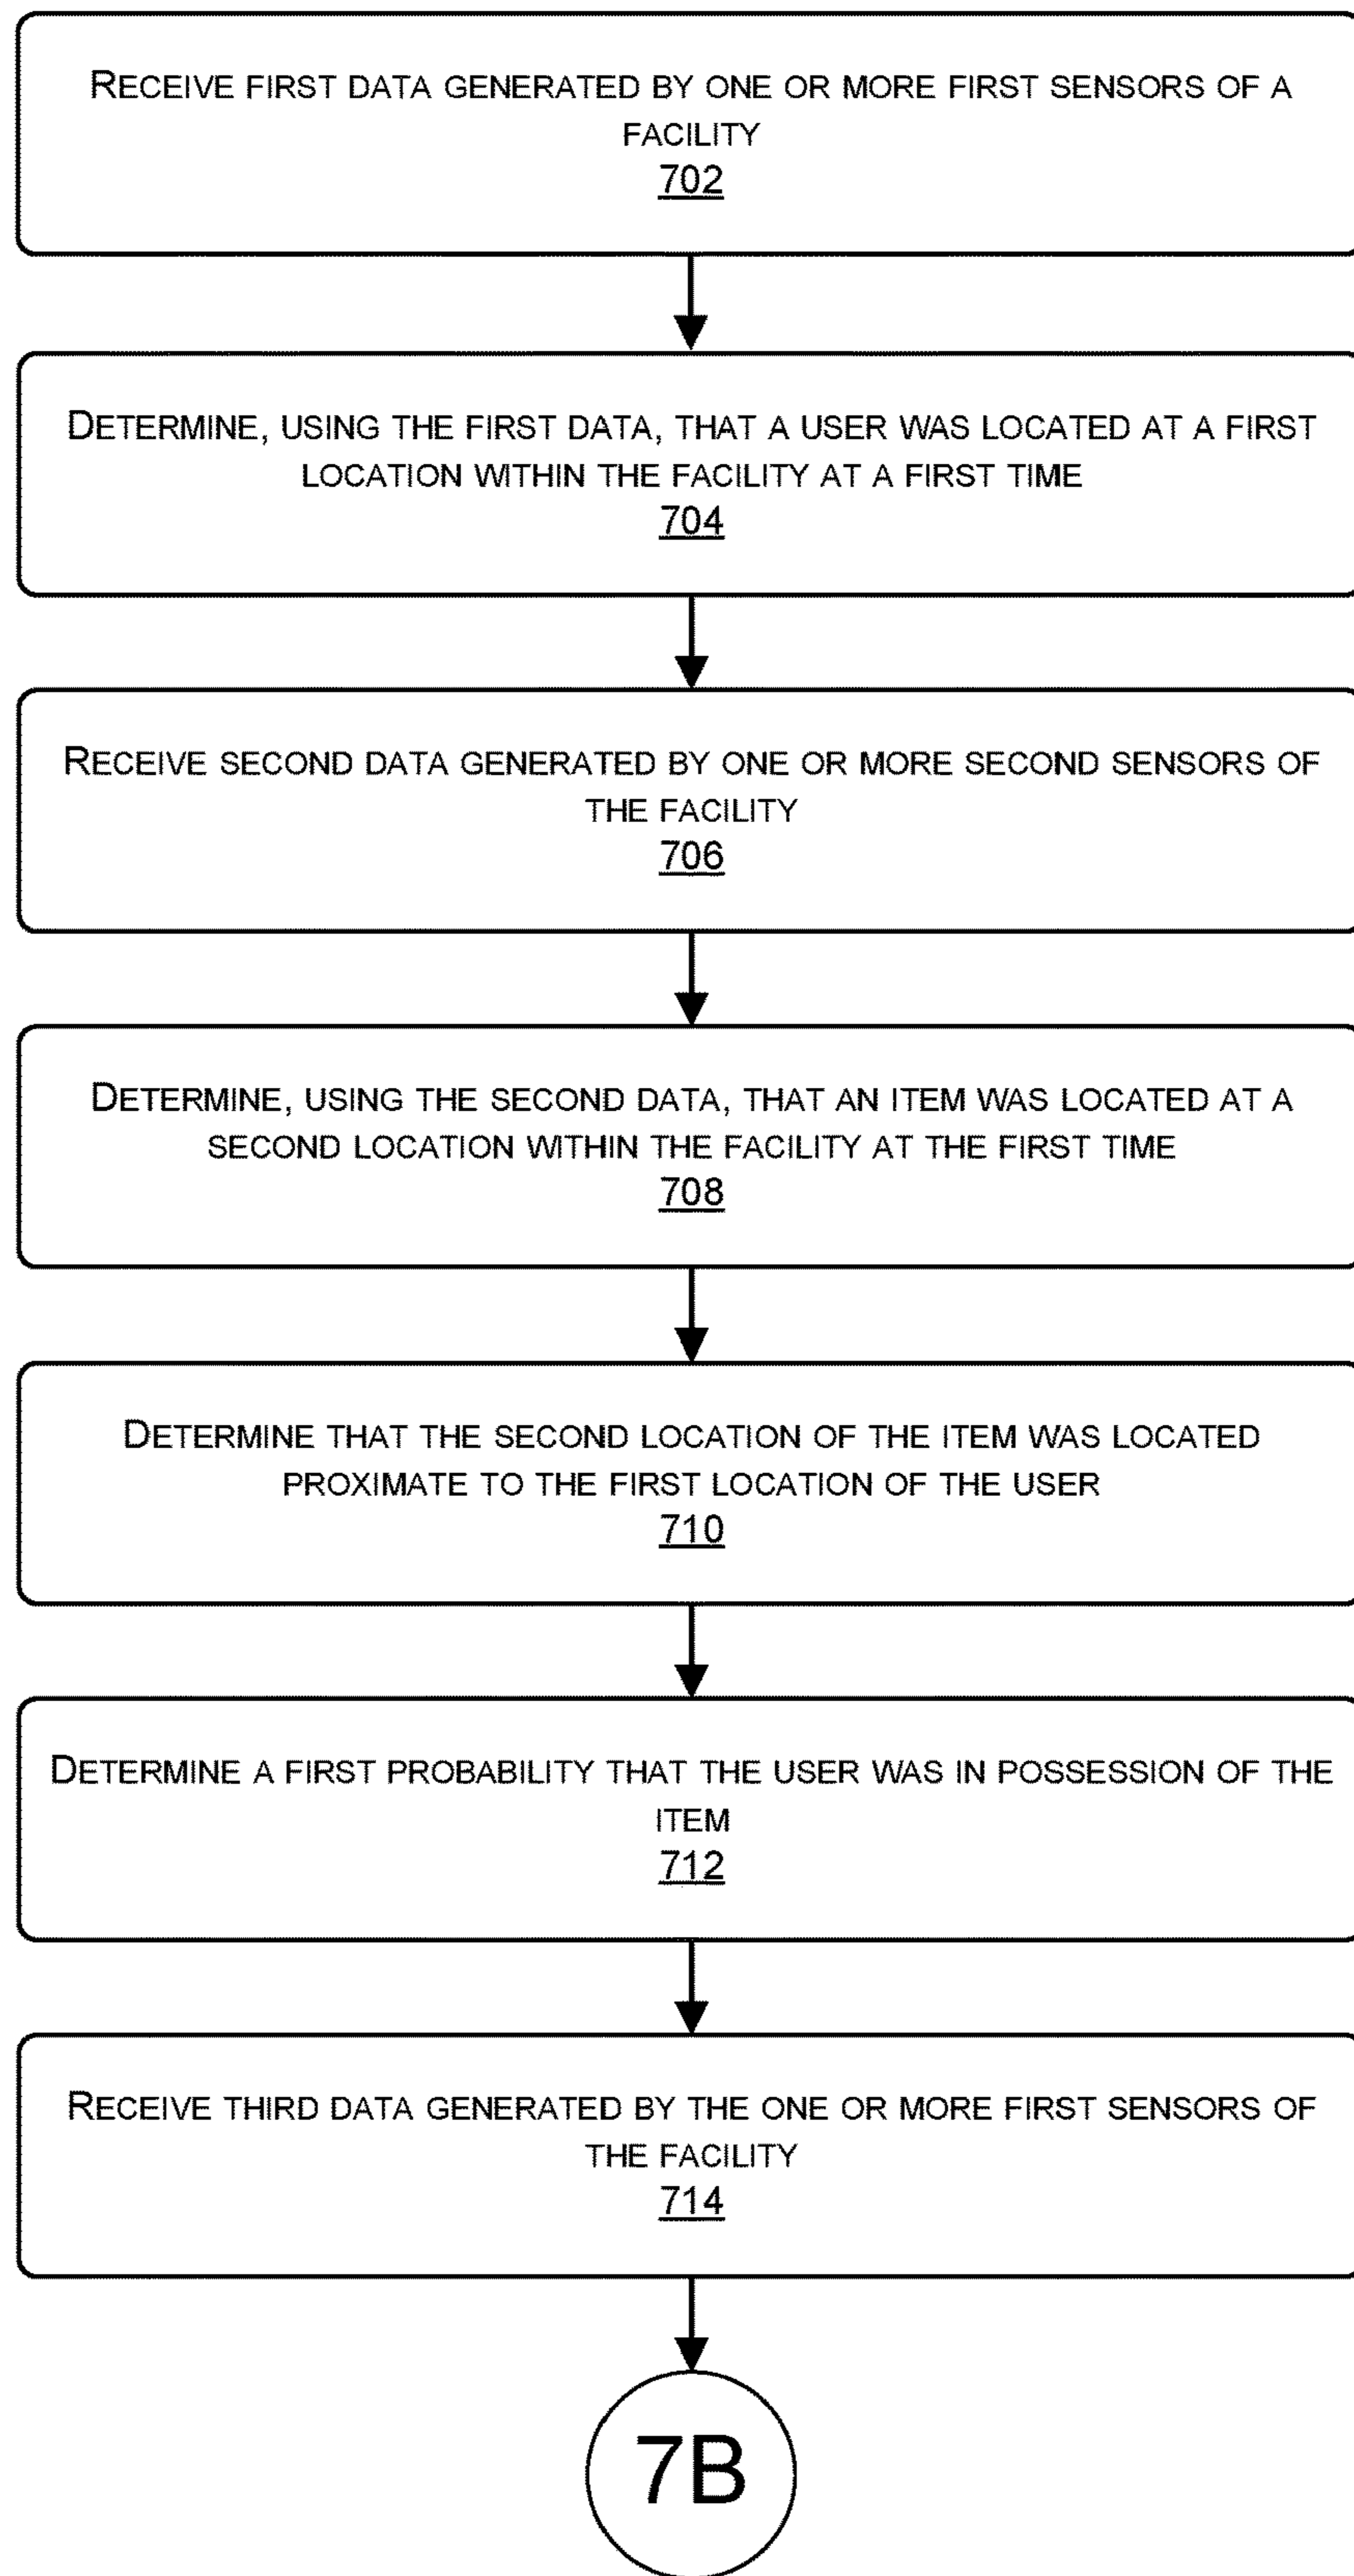 RECEIVE FIRST DATA GENERATED BY ONE OR MORE FIRST SENSORS OF A
FACILITY
702
DETERMINE, USING THE FIRST DATA, THAT A USER WAS LOCATED AT A FIRST
LOCATION WITHIN THE FACILITY AT A FIRST TIME
704
RECEIVE SECOND DATA GENERATED BY ONE OR MORE SECOND SENSORS OF
THE FACILITY
706
DETERMINE, USING THE SECOND DATA, THAT AN ITEM WAS LOCATED AT A
SECOND LOCATION WITHIN THE FACILITY AT THE FIRST TIME
708
DETERMINE THAT THE SECOND LOCATION OF THE ITEM WAS LOCATED
PROXIMATE TO THE FIRST LOCATION OF THE USER
710
DETERMINE A FIRST PROBABILITY THAT THE USER WAS IN POSSESSION OF THE
ITEM
712
RECEIVE THIRD DATA GENERATED BY THE ONE OR MORE FIRST SENSORS OF
THE FACILITY
714
7B